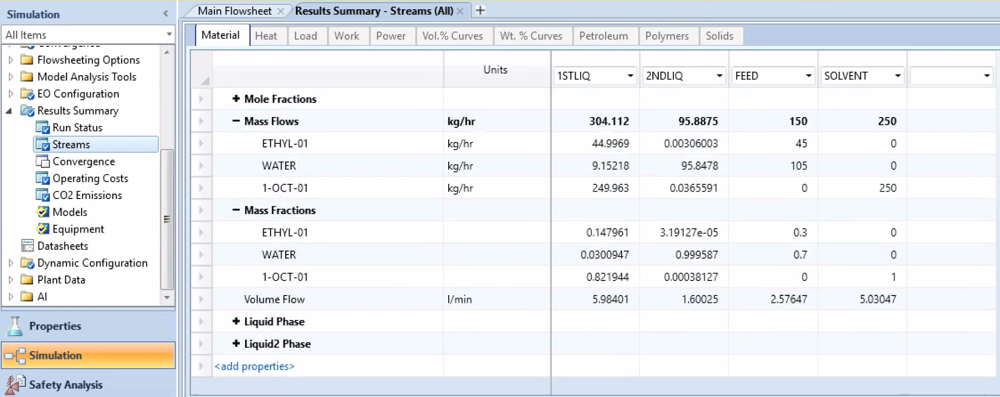 Simulation
All Items
Convergence
Flowsheeting Options
Model Analysis Tools
EO Configuration
Results Summary
Run Status
Streams
Convergence
Operating Costs
CO2 Emissions
Models
Equipment
Datasheets
Dynamic Configuration
Plant Data
AI
Properties
Simulation
Safety Analysis
Main Flowsheet Results Summary - Streams (All)
Material Heat Load Work Power Vol.% Curves Wt. % Curves Petroleum Polymers Solids
Units 1STLIQ 2NDLIQ FEED SOLVENT
+ Mole Fractions
− Mass Flows kg/hr 304.112 95.8875 150 250
ETHYL-01 kg/hr 44.9969 0.00306003 45 0
WATER kg/hr 9.15218 95.8478 105 0
1-OCT-01 kg/hr 249.963 0.0365591 0 250
− Mass Fractions
ETHYL-01 0.147961 3.19127e-05 0.3 0
WATER 0.0300947 0.999587 0.7 0
1-OCT-01 0.821944 0.00038127 0 1
Volume Flow l/min 5.98401 1.60025 2.57647 5.03047
+ Liquid Phase
+ Liquid2 Phase
<add properties>